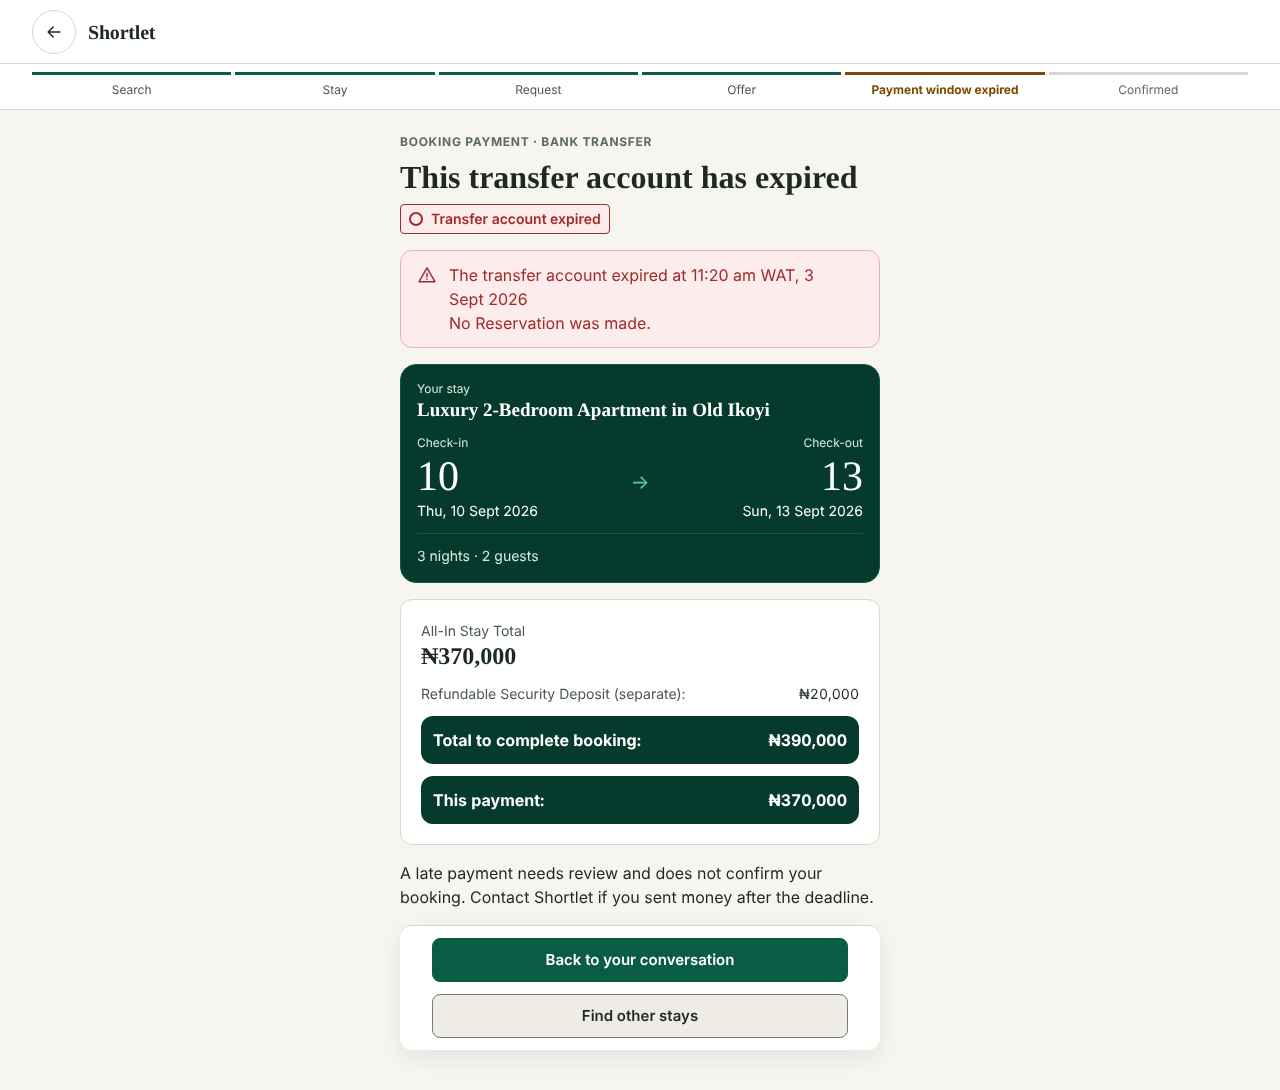 Shortlet
Search
Stay
Request
Offer
Payment window expired
Confirmed
BOOKING PAYMENT · BANK TRANSFER
This transfer account has expired
Transfer account expired
The transfer account expired at 11:20 am WAT, 3
Sept 2026
No Reservation was made.
Your stay
Luxury 2-Bedroom Apartment in Old Ikoyi
Check-in
Check-out
10
→
13
Thu, 10 Sept 2026
Sun, 13 Sept 2026
3 nights · 2 guests
All-In Stay Total
₦370,000
Refundable Security Deposit (separate):
₦20,000
Total to complete booking:
₦390,000
This payment:
₦370,000
A late payment needs review and does not confirm your
booking. Contact Shortlet if you sent money after the deadline.
Back to your conversation
Find other stays